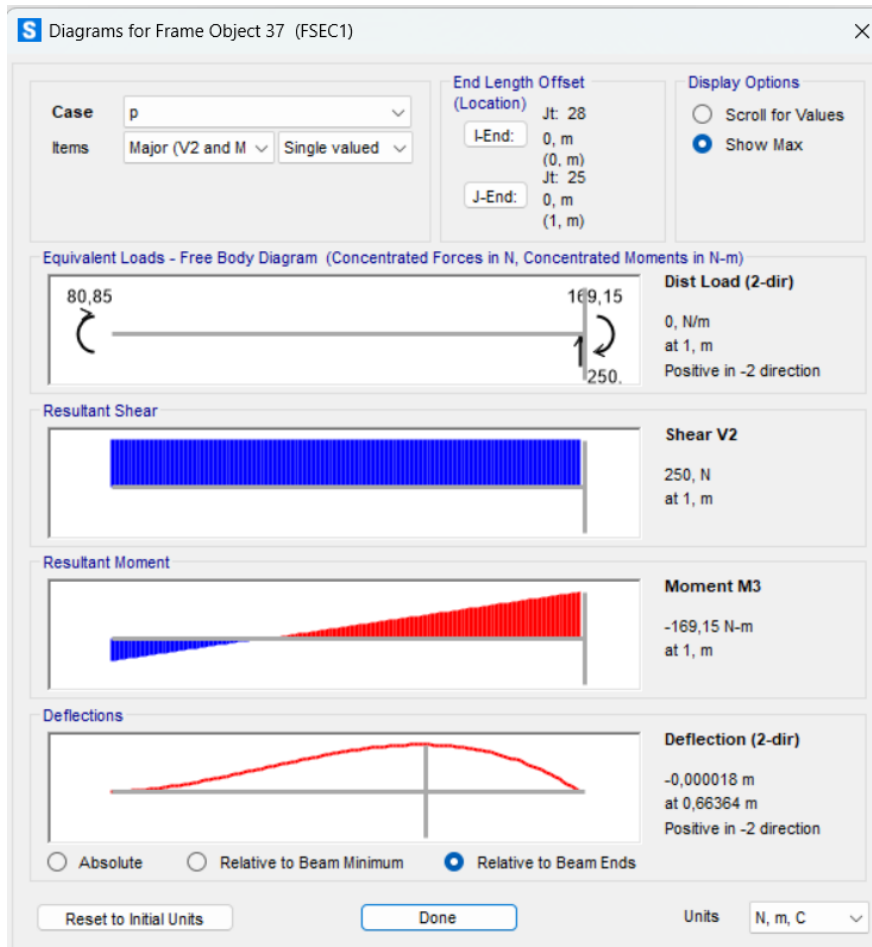 S Diagrams for Frame Object 37 (FSEC1)
Case p
Items Major (V2 and M Single valued
End Length Offset
(Location)
I-End:
Jt: 28
0, m
(0, m)
J-End:
Jt: 25
0, m
(1, m)
Display Options
Scroll for Values
Show Max
Equivalent Loads - Free Body Diagram (Concentrated Forces in N, Concentrated Moments in N-m)
80,85
169,15
250.
Dist Load (2-dir)
0, N/m
at 1, m
Positive in -2 direction
Resultant Shear
Shear V2
250, N
at 1, m
Resultant Moment
Moment M3
-169,15 N-m
at 1, m
Deflections
Deflection (2-dir)
-0,000018 m
at 0,66364 m
Positive in -2 direction
Absolute Relative to Beam Minimum Relative to Beam Ends
Reset to Initial Units Done Units N, m, C